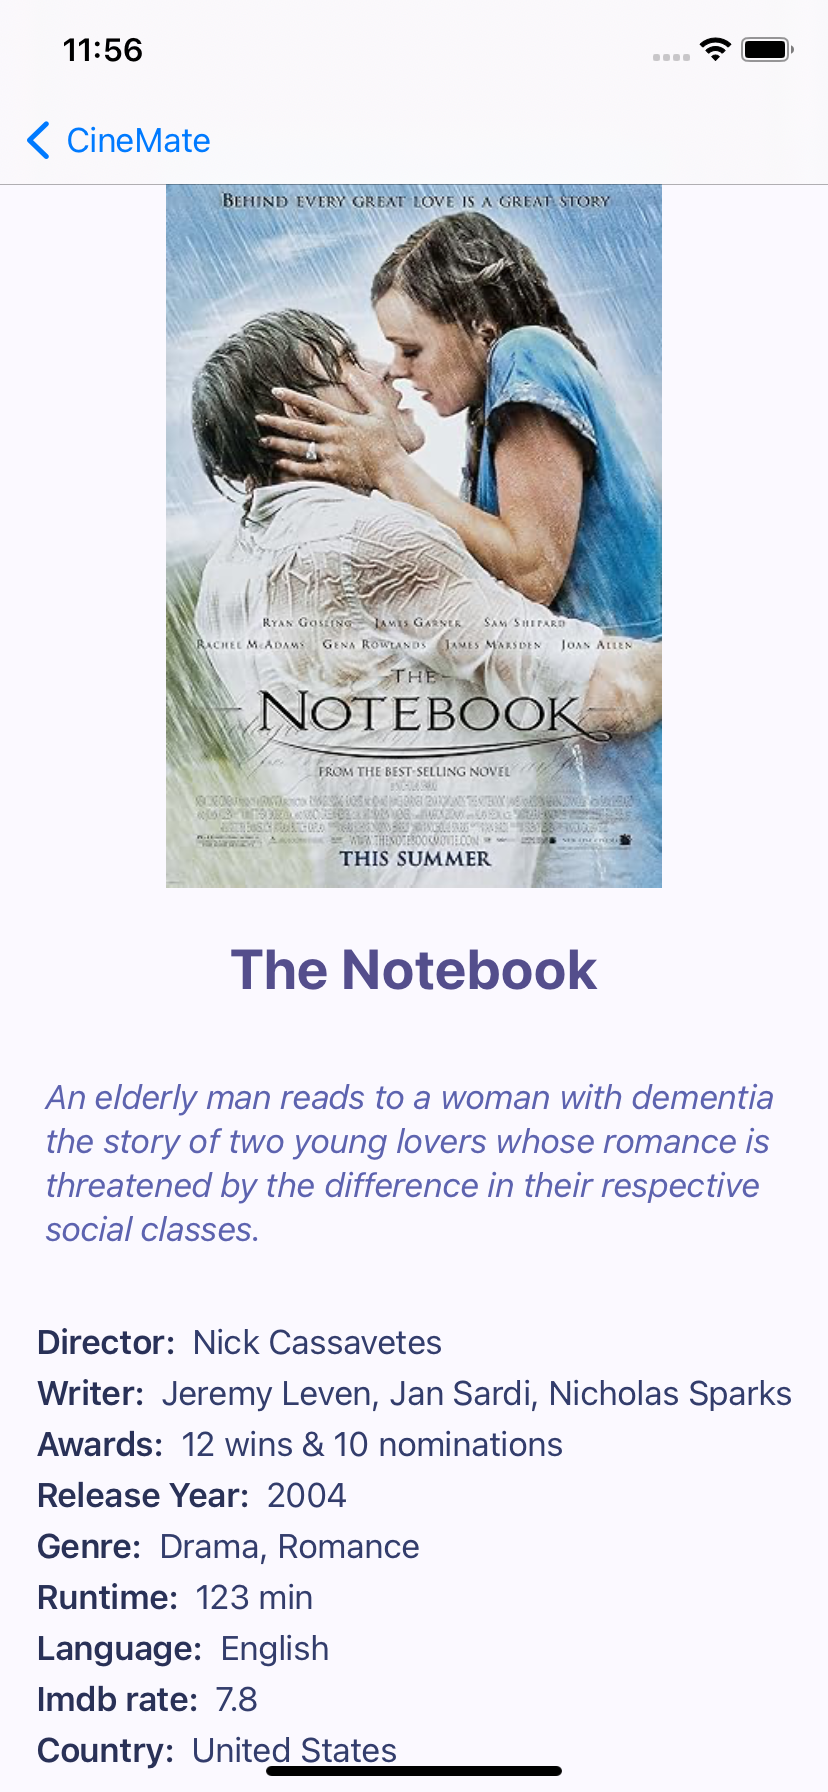 11:56
CineMate
BEHIND EVERY GREAT LOVE IS A GREAT STORY
RYAN GOSLING JAMES GARNER SAM SHEPARD
RACHEL MCADAMS GENA ROWLANDS JAMES MARSDEN JOAN ALLEN
THE
NOTEBOOK
FROM THE BEST-SELLING NOVEL
WWW.THENOTEBOOKMOVIE.COM
THIS SUMMER
The Notebook
An elderly man reads to a woman with dementia
the story of two young lovers whose romance is
threatened by the difference in their respective
social classes.
Director: Nick Cassavetes
Writer: Jeremy Leven, Jan Sardi, Nicholas Sparks
Awards: 12 wins & 10 nominations
Release Year: 2004
Genre: Drama, Romance
Runtime: 123 min
Language: English
Imdb rate: 7.8
Country: United States